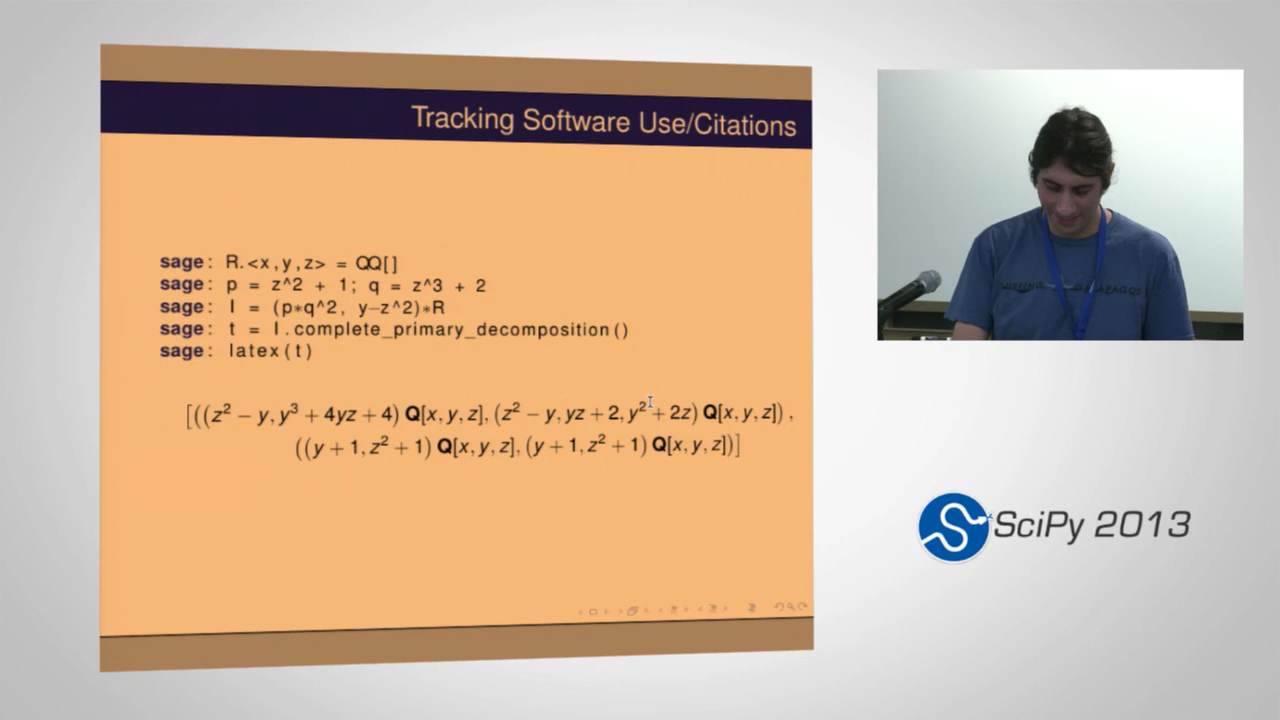 Tracking Software Use/Citations
sage: R.<x,y,z> = QQ[]
sage: p = z^2 + 1; q = z^3 + 2
sage: I = (p*q^2, y-z^2)*R
sage: t = I.complete_primary_decomposition()
sage: latex(t)
[((z² − y, y³ + 4yz + 4) Q[x, y, z], (z² − y, yz + 2, y² + 2z) Q[x, y, z]) ,
((y + 1, z² + 1) Q[x, y, z], (y + 1, z² + 1) Q[x, y, z])]
SciPy 2013